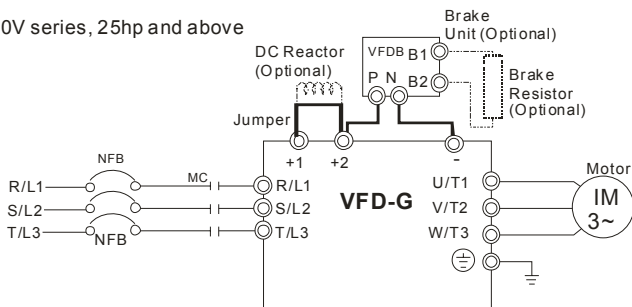 0V series, 25hp and above
Brake
Unit (Optional)
DC Reactor
(Optional)
VFDB B1
P N B2
Brake
Resistor
(Optional)
Jumper
+1 +2 -
NFB
MC
R/L1 R/L1 U/T1 Motor
VFD-G
IM
3~
S/L2 S/L2 V/T2
T/L3 NFB T/L3 W/T3